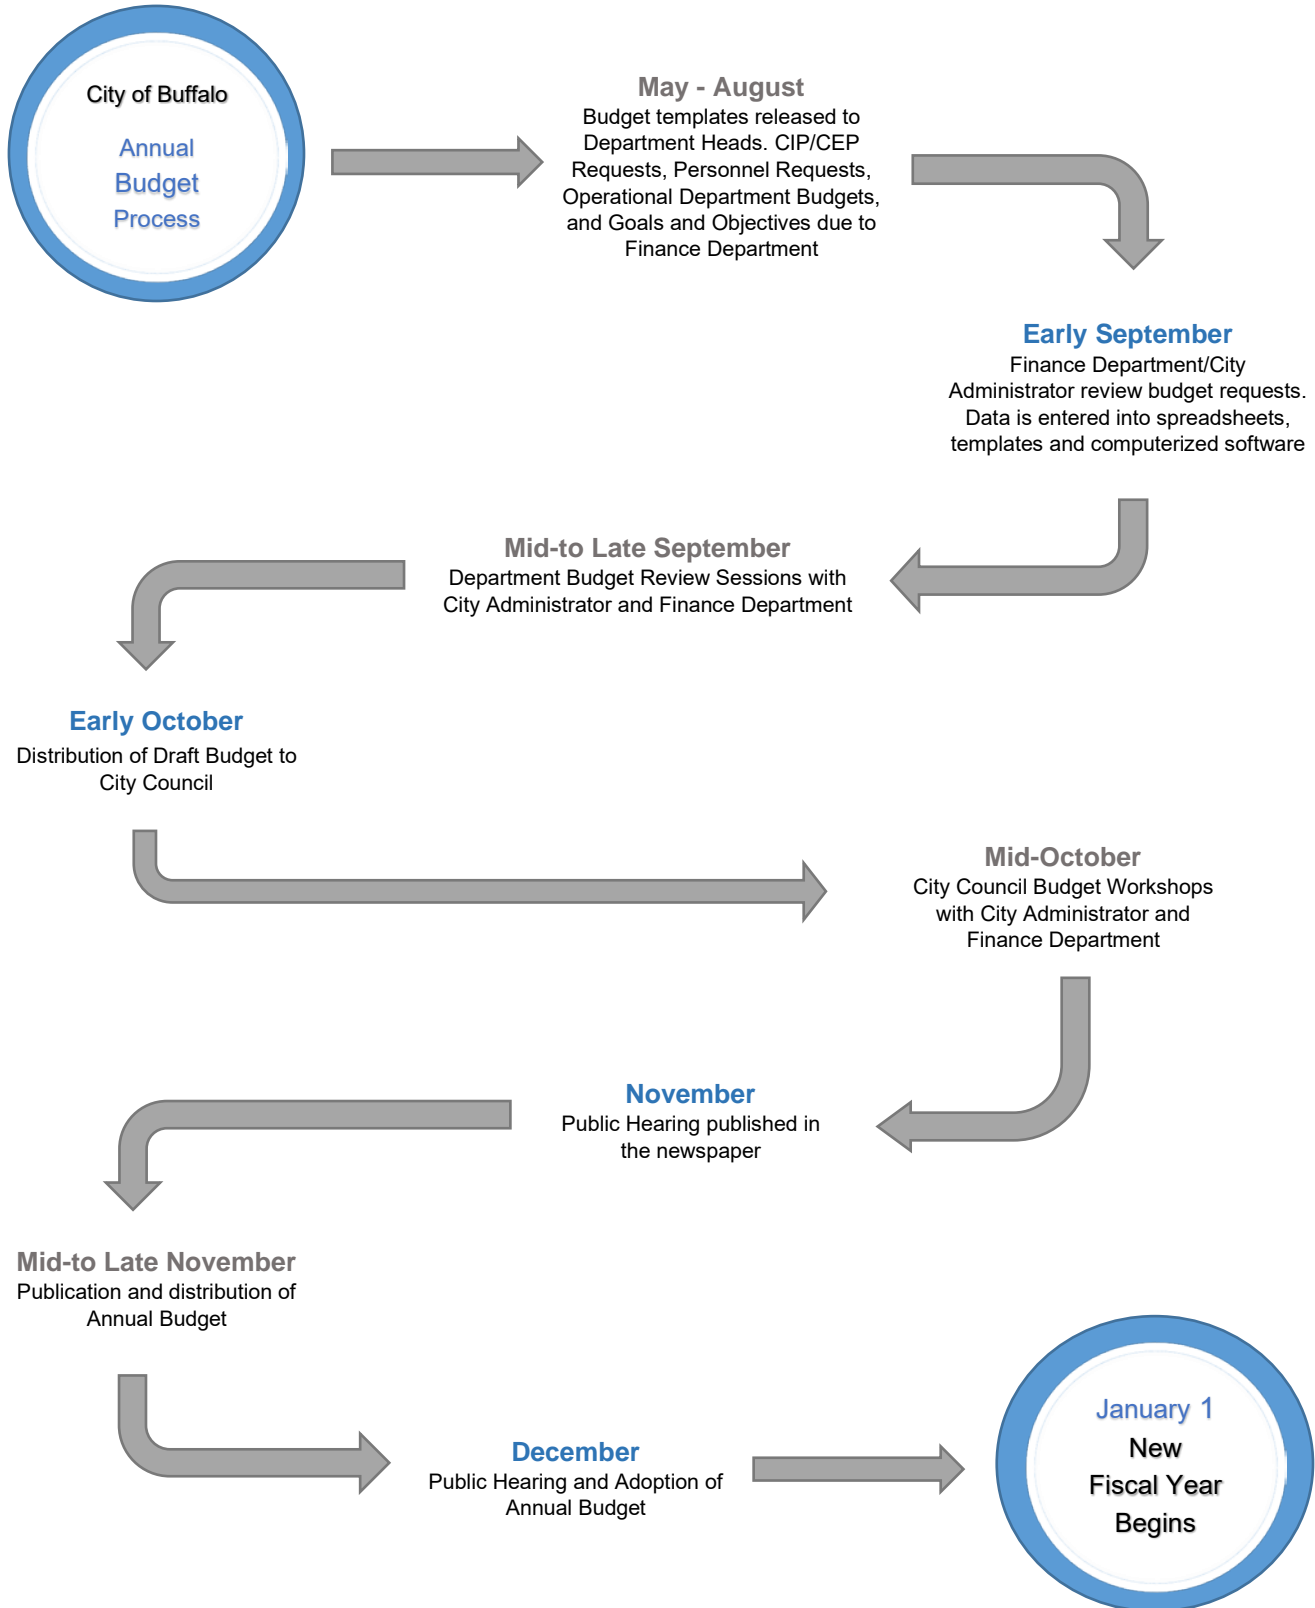 City of Buffalo
Annual
Budget
Process
May - August
Budget templates released to
Department Heads. CIP/CEP
Requests, Personnel Requests,
Operational Department Budgets,
and Goals and Objectives due to
Finance Department
Early September
Finance Department/City
Administrator review budget requests.
Data is entered into spreadsheets,
templates and computerized software
Mid-to Late September
Department Budget Review Sessions with
City Administrator and Finance Department
Early October
Distribution of Draft Budget to
City Council
Mid-October
City Council Budget Workshops
with City Administrator and
Finance Department
November
Public Hearing published in
the newspaper
Mid-to Late November
Publication and distribution of
Annual Budget
December
Public Hearing and Adoption of
Annual Budget
January 1
New
Fiscal Year
Begins